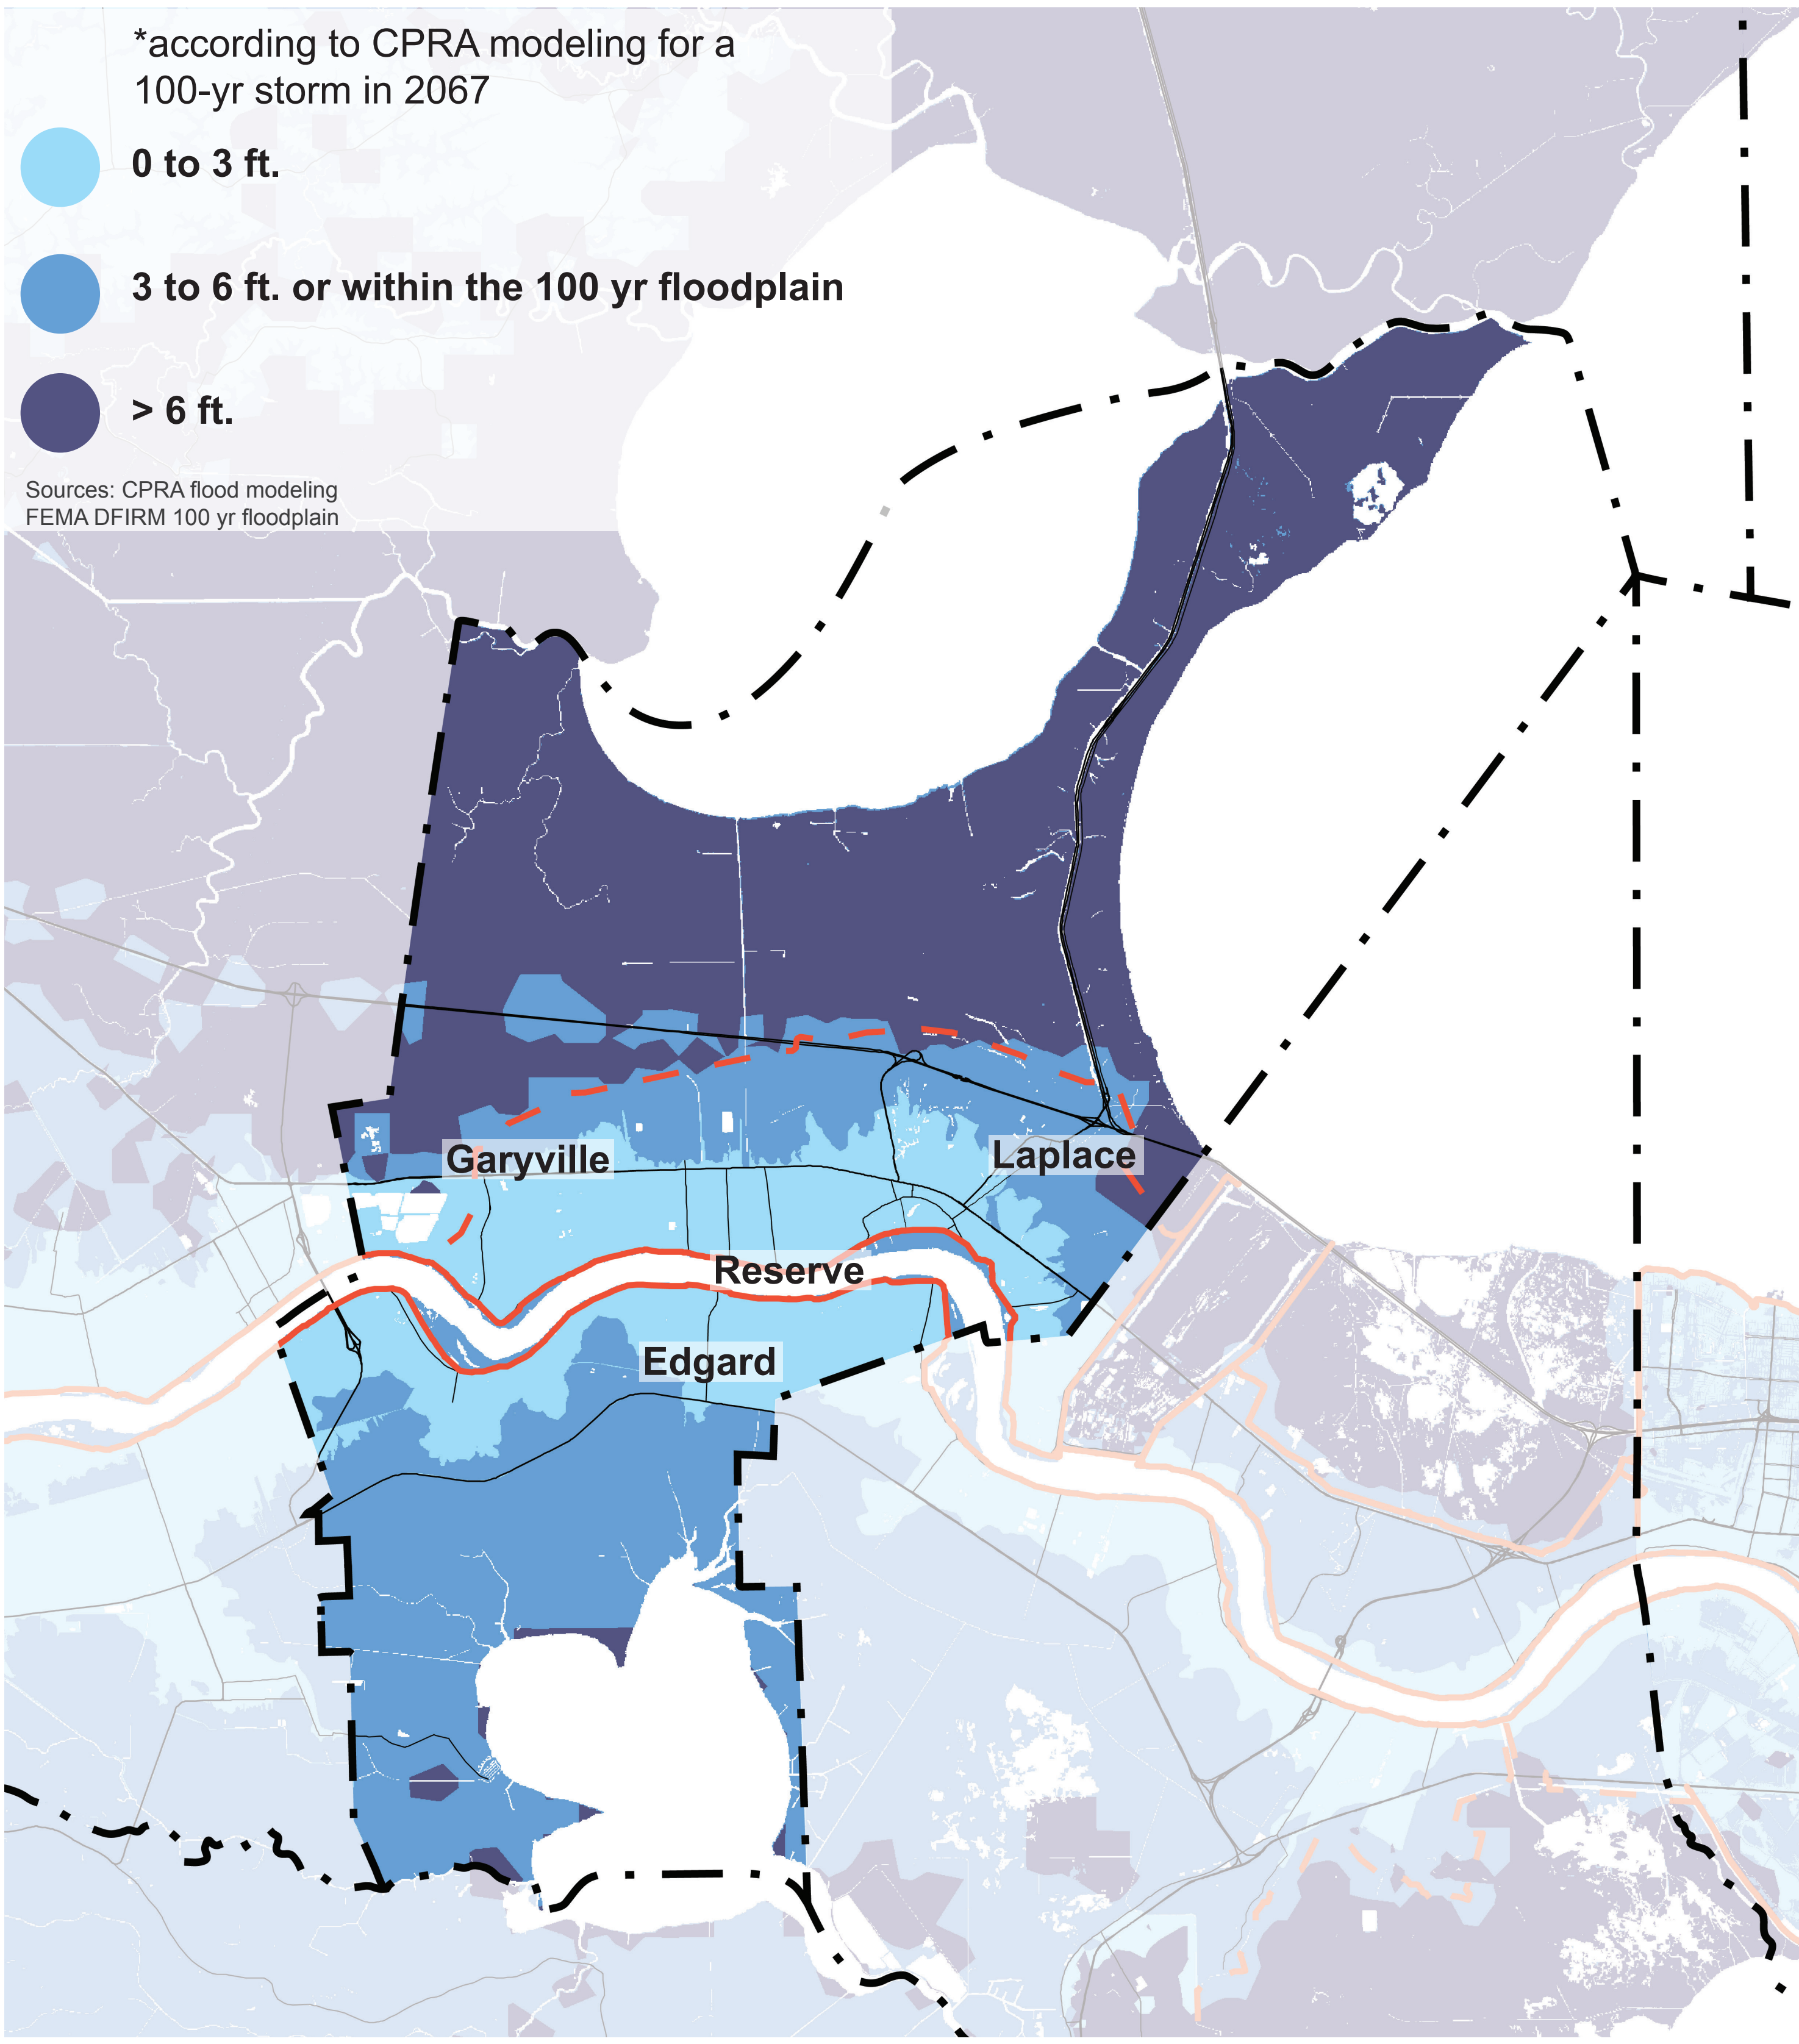 *according to CPRA modeling for a
100-yr storm in 2067
0 to 3 ft.
3 to 6 ft. or within the 100 yr floodplain
> 6 ft.
Sources: CPRA flood modeling
FEMA DFIRM 100 yr floodplain
Garyville
Laplace
Reserve
Edgard